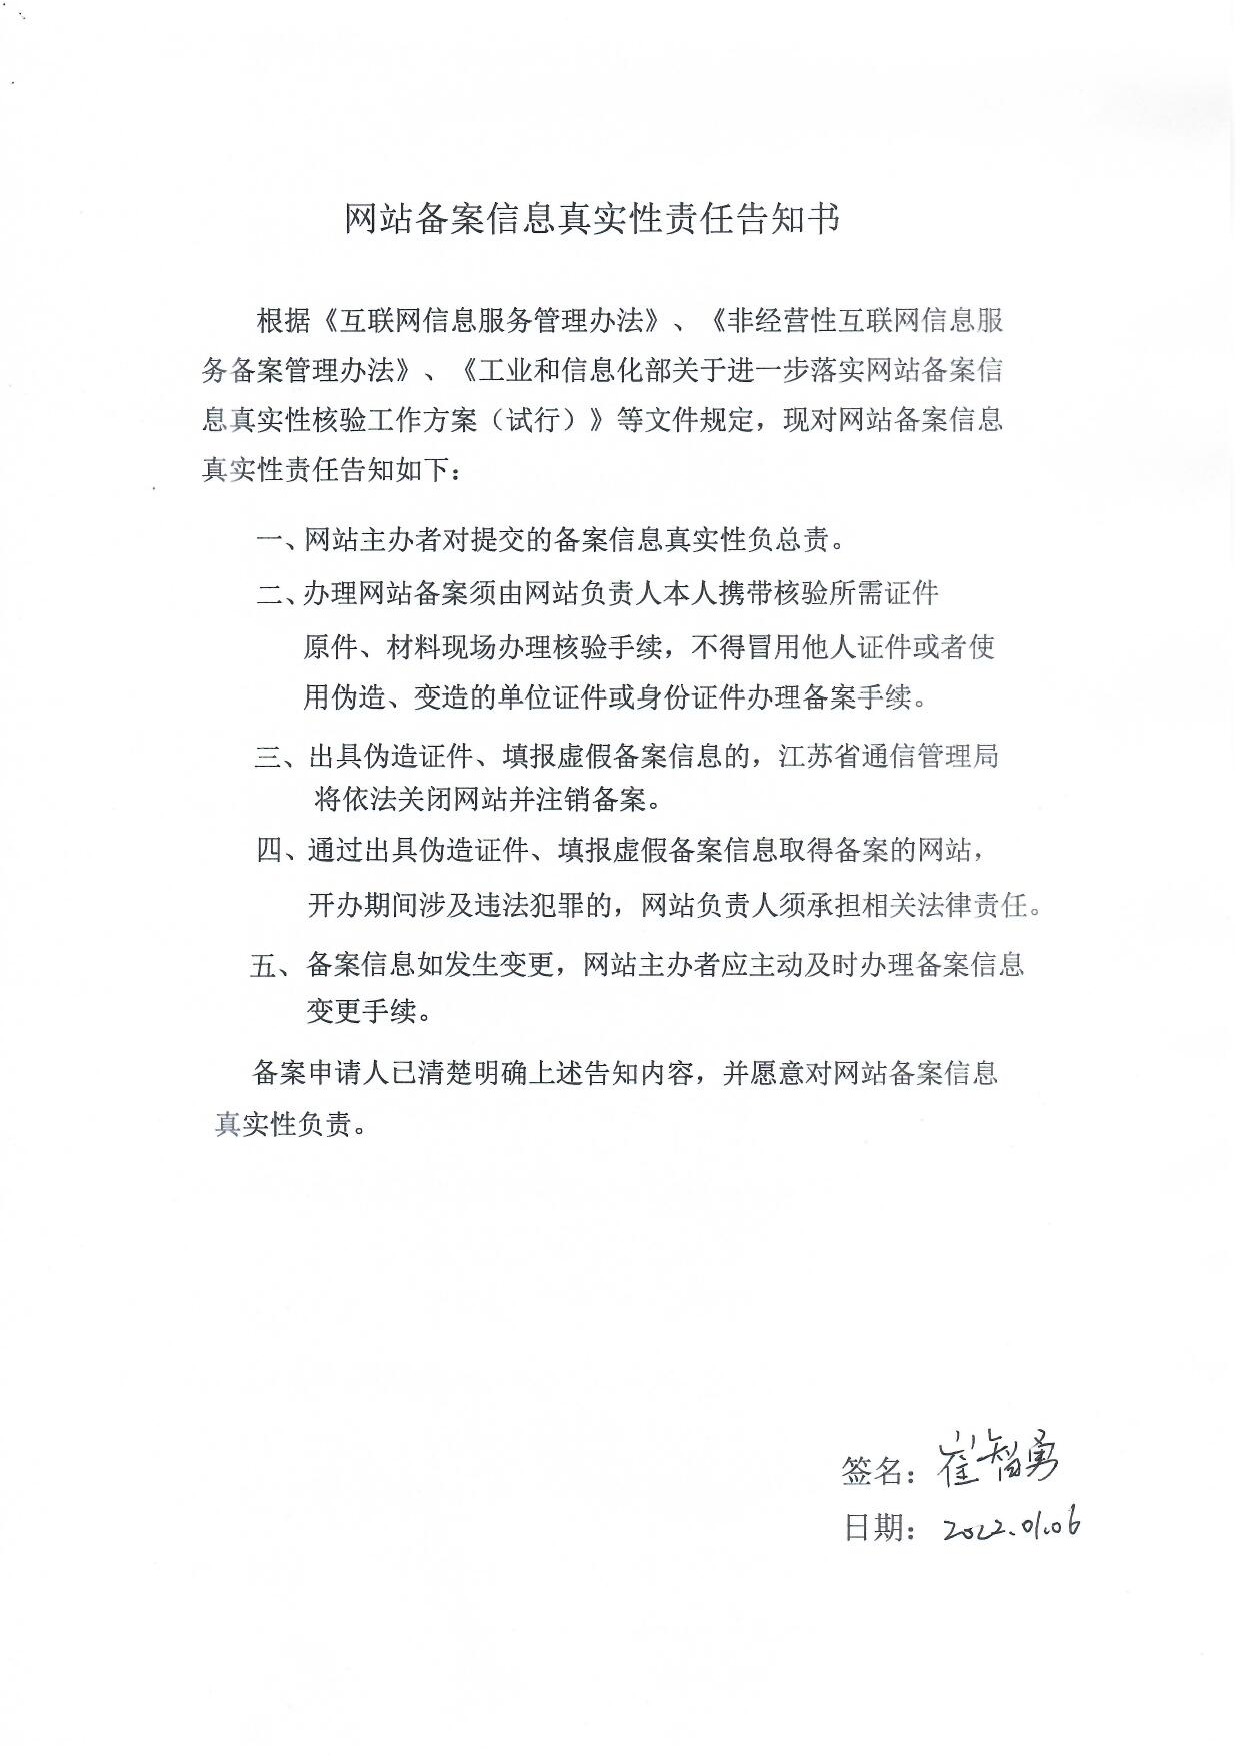 网站备案信息真实性责任告知书
根据《互联网信息服务管理办法》、《非经营性互联网信息服
务备案管理办法》、《工业和信息化部关于进一步落实网站备案信
息真实性核验工作方案（试行）》等文件规定，现对网站备案信息
真实性责任告知如下：
一、网站主办者对提交的备案信息真实性负总责。
二、办理网站备案须由网站负责人本人携带核验所需证件
原件、材料现场办理核验手续，不得冒用他人证件或者使
用伪造、变造的单位证件或身份证件办理备案手续。
三、出具伪造证件、填报虚假备案信息的，江苏省通信管理局
将依法关闭网站并注销备案。
四、通过出具伪造证件、填报虚假备案信息取得备案的网站，
开办期间涉及违法犯罪的，网站负责人须承担相关法律责任。
五、备案信息如发生变更，网站主办者应主动及时办理备案信息
变更手续。
备案申请人已清楚明确上述告知内容，并愿意对网站备案信息
真实性负责。
签名：崔智勇
日期：2022.01.06